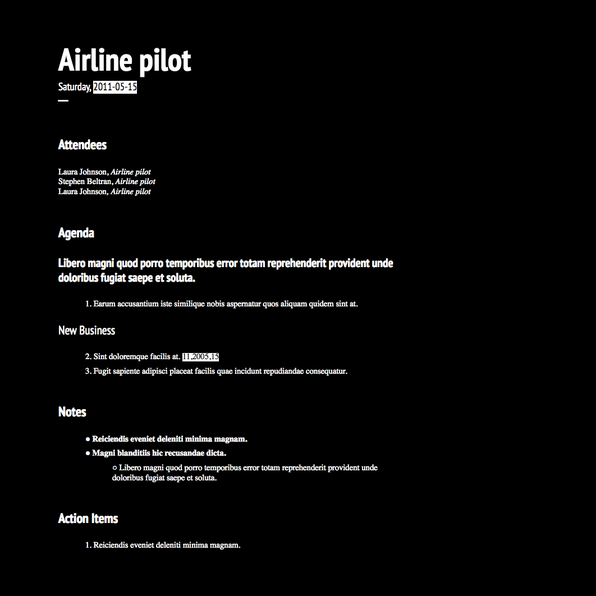 Airline pilot
Saturday, 2011-05-15
—
Attendees
Laura Johnson, Airline pilot
Stephen Beltran, Airline pilot
Laura Johnson, Airline pilot
Agenda
Libero magni quod porro temporibus error totam reprehenderit provident unde
doloribus fugiat saepe et soluta.
1. Earum accusantium iste similique nobis aspernatur quos aliquam quidem sint at.
New Business
2. Sint doloremque facilis at. 11.2005.15
3. Fugit sapiente adipisci placeat facilis quae incidunt repudiandae consequatur.
Notes
● Reiciendis eveniet deleniti minima magnam.
● Magni blanditiis hic recusandae dicta.
○ Libero magni quod porro temporibus error totam reprehenderit provident unde
doloribus fugiat saepe et soluta.
Action Items
1. Reiciendis eveniet deleniti minima magnam.